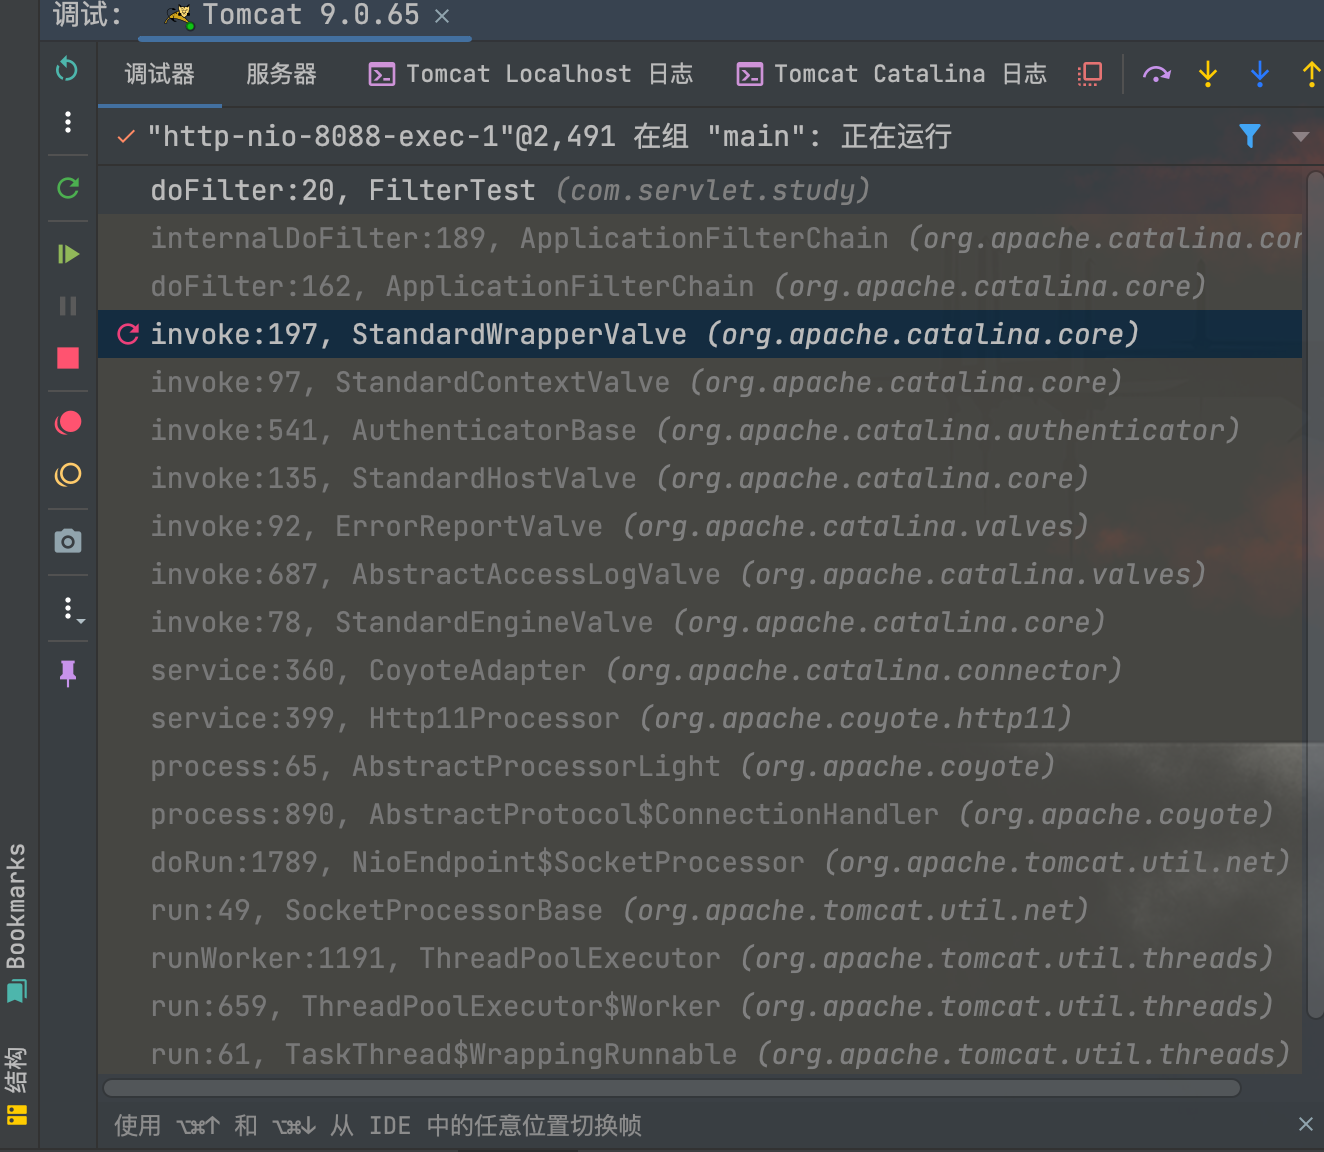 调试: Tomcat 9.0.65
调试器 服务器 Tomcat Localhost 日志 Tomcat Catalina 日志
"http-nio-8088-exec-1"@2,491 在组 "main": 正在运行
doFilter:20, FilterTest (com.servlet.study)
internalDoFilter:189, ApplicationFilterChain (org.apache.catalina.cor
doFilter:162, ApplicationFilterChain (org.apache.catalina.core)
invoke:197, StandardWrapperValve (org.apache.catalina.core)
invoke:97, StandardContextValve (org.apache.catalina.core)
invoke:541, AuthenticatorBase (org.apache.catalina.authenticator)
invoke:135, StandardHostValve (org.apache.catalina.core)
invoke:92, ErrorReportValve (org.apache.catalina.valves)
invoke:687, AbstractAccessLogValve (org.apache.catalina.valves)
invoke:78, StandardEngineValve (org.apache.catalina.core)
service:360, CoyoteAdapter (org.apache.catalina.connector)
service:399, Http11Processor (org.apache.coyote.http11)
process:65, AbstractProcessorLight (org.apache.coyote)
process:890, AbstractProtocol$ConnectionHandler (org.apache.coyote)
doRun:1789, NioEndpoint$SocketProcessor (org.apache.tomcat.util.net)
run:49, SocketProcessorBase (org.apache.tomcat.util.net)
runWorker:1191, ThreadPoolExecutor (org.apache.tomcat.util.threads)
run:659, ThreadPoolExecutor$Worker (org.apache.tomcat.util.threads)
run:61, TaskThread$WrappingRunnable (org.apache.tomcat.util.threads)
使用 ⌥⌘↑ 和 ⌥⌘↓ 从 IDE 中的任意位置切换帧
Bookmarks
结构